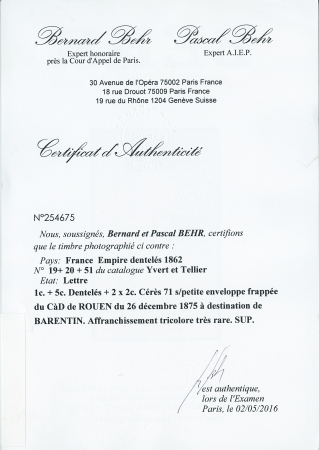 Bernard Behr Pascal Behr
Expert honoraire Expert A.I.E.P.
près la Cour d'Appel de Paris.
30 Avenue de l'Opéra 75002 Paris France
18 rue Drouot 75009 Paris France
19 rue du Rhône 1204 Genève Suisse
Certificat d'Authenticité
N°254675
Nous, soussignés, Bernard et Pascal BEHR, certifions
que le timbre photographié ci contre :
Pays: France Empire dentelés 1862
N° 19+ 20 + 51 du catalogue Yvert et Tellier
Etat: Lettre
1c. + 5c. Dentelés + 2 x 2c. Cérès 71 s/petite enveloppe frappée
du CàD de ROUEN du 26 décembre 1875 à destination de
BARENTIN. Affranchissement tricolore très rare. SUP.
est authentique,
lors de l'Examen
Paris, le 02/05/2016